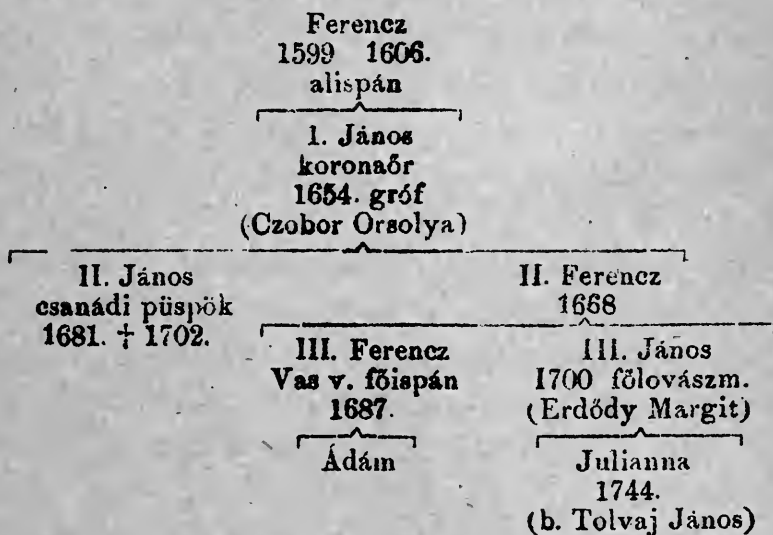 Ferencz
1599 1606.
alispán
1. János
koronaőr
1654. gróf
(Czobor Orsolya)
II. János
csanádi püspök
1681. † 1702.
II. Ferencz
1668
III. Ferencz
Vas v. főispán
1687.
Ádám
III. János
1700 fölovászm.
(Erdődy Margit)
Julianna
1744.
(b. Tolvaj János)